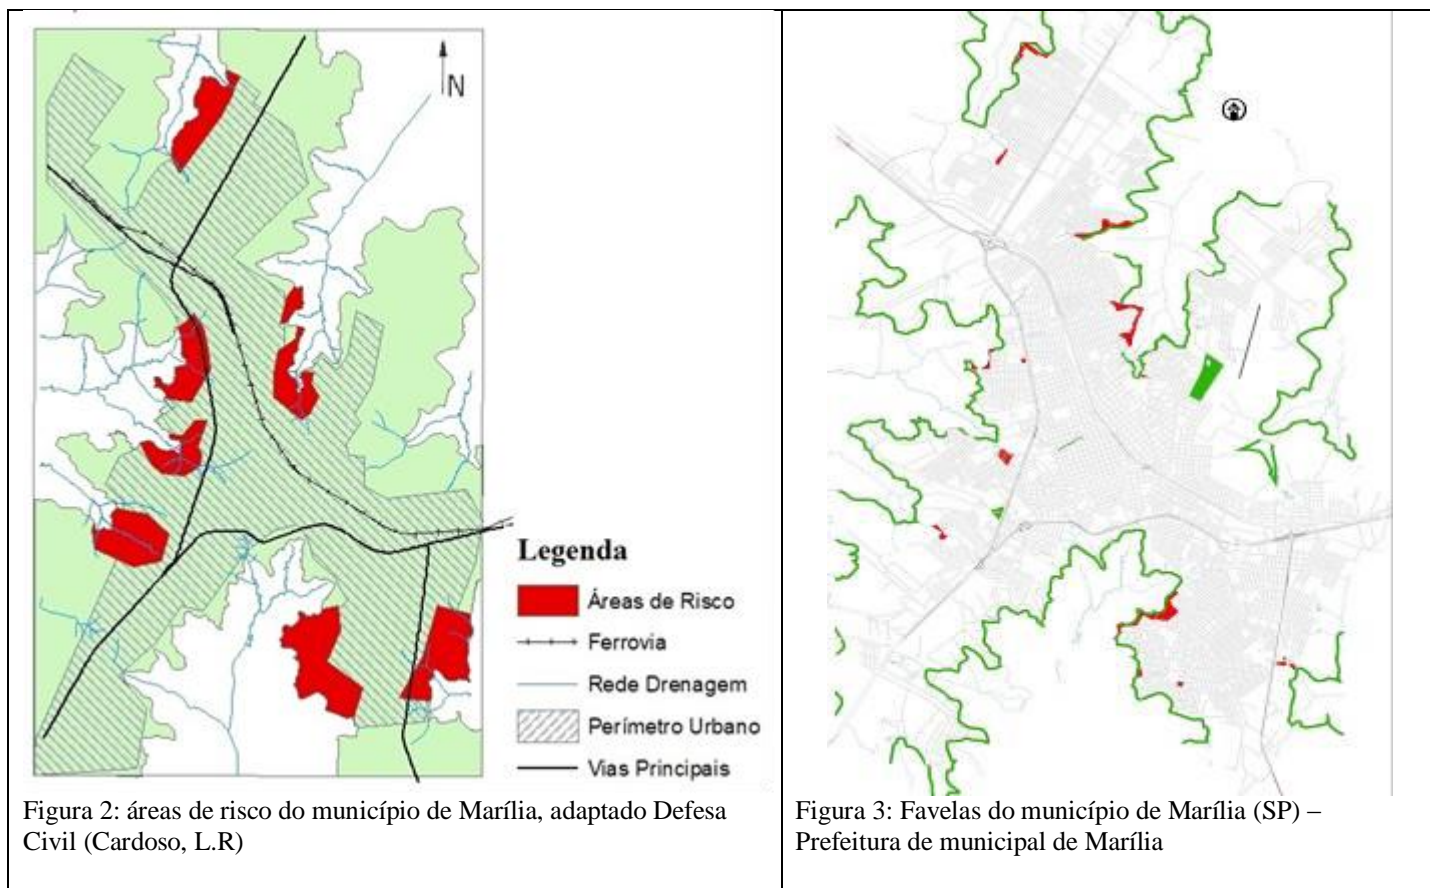 N
Legenda
Áreas de Risco
Ferrovia
Rede Drenagem
Perímetro Urbano
Vias Principais
Figura 2: áreas de risco do município de Marília, adaptado Defesa
Civil (Cardoso, L.R)
Figura 3: Favelas do município de Marília (SP) –
Prefeitura de municipal de Marília